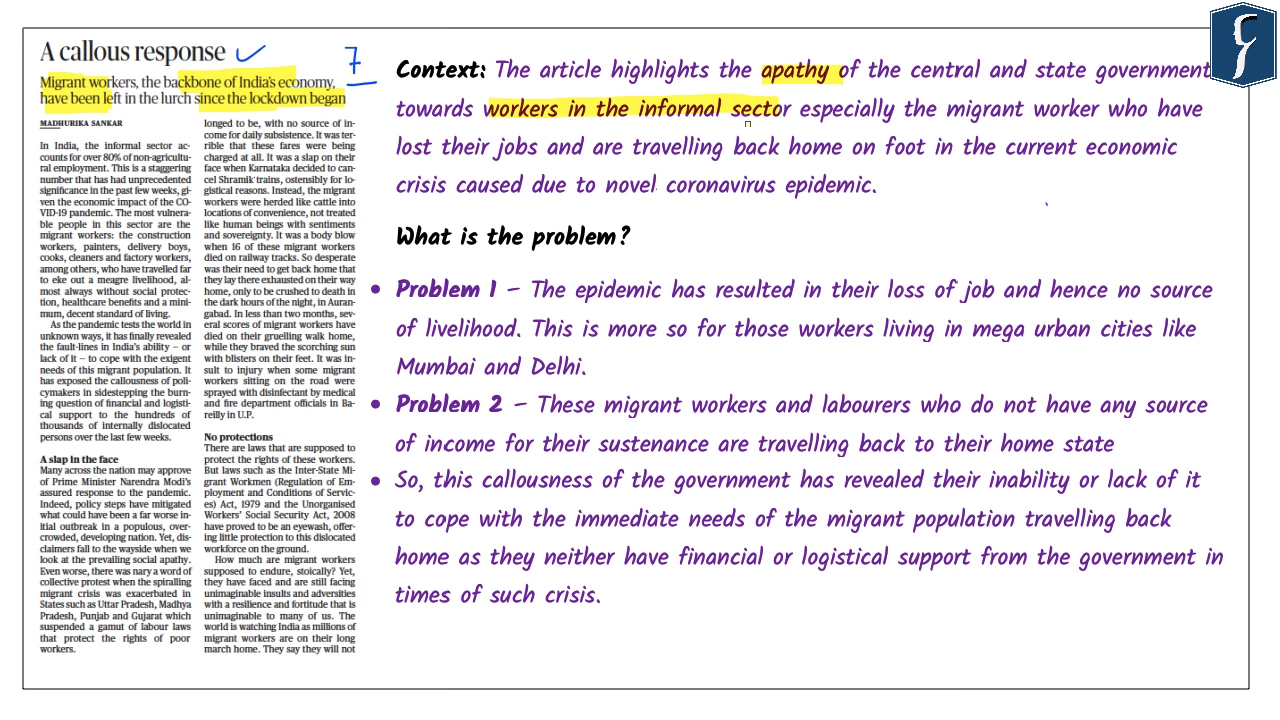 A callous response
7
Migrant workers, the backbone of India's economy,
have been left in the lurch since the lockdown began
MADHURIKA SANKAR
In India, the informal sector ac-
counts for over 80% of non-agricultu-
ral employment. This is a staggering
number that has had unprecedented
significance in the past few weeks, gi-
ven the economic impact of the CO-
VID-19 pandemic. The most vulnera-
ble people in this sector are the
migrant workers: the construction
workers, painters, delivery boys,
cooks, cleaners and factory workers,
among others, who have travelled far
to eke out a meagre livelihood, al-
most always without social protec-
tion, healthcare benefits and a mini-
mum, decent standard of living.
As the pandemic tests the world in
unknown ways, it has finally revealed
the fault-lines in India's ability – or
lack of it – to cope with the exigent
needs of this migrant population. It
has exposed the callousness of poli-
cymakers in sidestepping the burn-
ing question of financial and logisti-
cal support to the hundreds of
thousands of internally dislocated
persons over the last few weeks.
A slap in the face
Many across the nation may approve
of Prime Minister Narendra Modi's
assured response to the pandemic.
Indeed, policy steps have mitigated
what could have been a far worse in-
itial outbreak in a populous, over-
crowded, developing nation. Yet, dis-
claimers fall to the wayside when we
look at the prevailing social apathy.
Even worse, there was nary a word of
collective protest when the spiralling
migrant crisis was exacerbated in
States such as Uttar Pradesh, Madhya
Pradesh, Punjab and Gujarat which
suspended a gamut of labour laws
that protect the rights of poor
workers.
longed to be, with no source of in-
come for daily subsistence. It was ter-
rible that these fares were being
charged at all. It was a slap on their
face when Karnataka decided to can-
cel Shramik trains, ostensibly for lo-
gistical reasons. Instead, the migrant
workers were herded like cattle into
locations of convenience, not treated
like human beings with sentiments
and sovereignty. It was a body blow
when 16 of these migrant workers
died on railway tracks. So desperate
was their need to get back home that
they lay there exhausted on their way
home, only to be crushed to death in
the dark hours of the night, in Auran-
gabad. In less than two months, sev-
eral scores of migrant workers have
died on their gruelling walk home,
while they braved the scorching sun
with blisters on their feet. It was in-
sult to injury when some migrant
workers sitting on the road were
sprayed with disinfectant by medical
and fire department officials in Ba-
reilly in U.P.
No protections
There are laws that are supposed to
protect the rights of these workers.
But laws such as the Inter-State Mi-
grant Workmen (Regulation of Em-
ployment and Conditions of Servic-
es) Act, 1979 and the Unorganised
Workers' Social Security Act, 2008
have proved to be an eyewash, offer-
ing little protection to this dislocated
workforce on the ground.
How much are migrant workers
supposed to endure, stoically? Yet,
they have faced and are still facing
unimaginable insults and adversities
with a resilience and fortitude that is
unimaginable to many of us. The
world is watching India as millions of
migrant workers are on their long
march home. They say they will not
Context: The article highlights the apathy of the central and state government
towards workers in the informal sector especially the migrant worker who have
lost their jobs and are travelling back home on foot in the current economic
crisis caused due to novel coronavirus epidemic.
What is the problem?
• Problem 1 – The epidemic has resulted in their loss of job and hence no source
of livelihood. This is more so for those workers living in mega urban cities like
Mumbai and Delhi.
• Problem 2 – These migrant workers and labourers who do not have any source
of income for their sustenance are travelling back to their home state
• So, this callousness of the government has revealed their inability or lack of it
to cope with the immediate needs of the migrant population travelling back
home as they neither have financial or logistical support from the government in
times of such crisis.